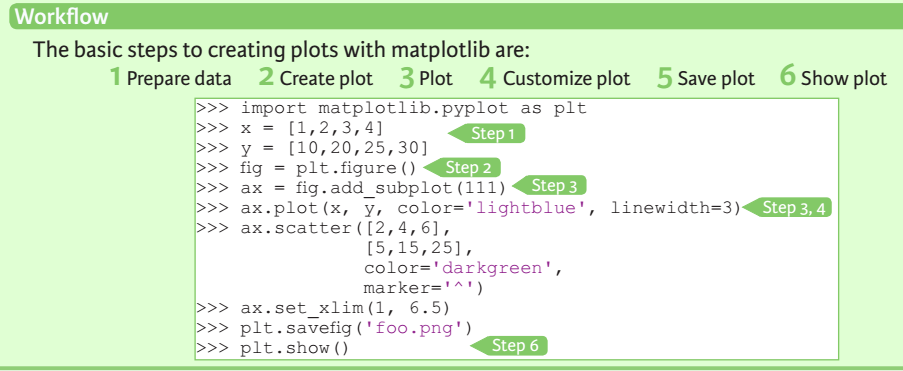 Workflow
The basic steps to creating plots with matplotlib are:
1 Prepare data 2 Create plot 3 Plot 4 Customize plot 5 Save plot 6 Show plot
>>> import matplotlib.pyplot as plt
>>> x = [1,2,3,4] Step 1
>>> y = [10,20,25,30]
>>> fig = plt.figure() Step 2
>>> ax = fig.add_subplot(111) Step 3
>>> ax.plot(x, y, color='lightblue', linewidth=3) Step 3, 4
>>> ax.scatter([2,4,6],
[5,15,25],
color='darkgreen',
marker='^')
>>> ax.set_xlim(1, 6.5)
>>> plt.savefig('foo.png')
>>> plt.show() Step 6